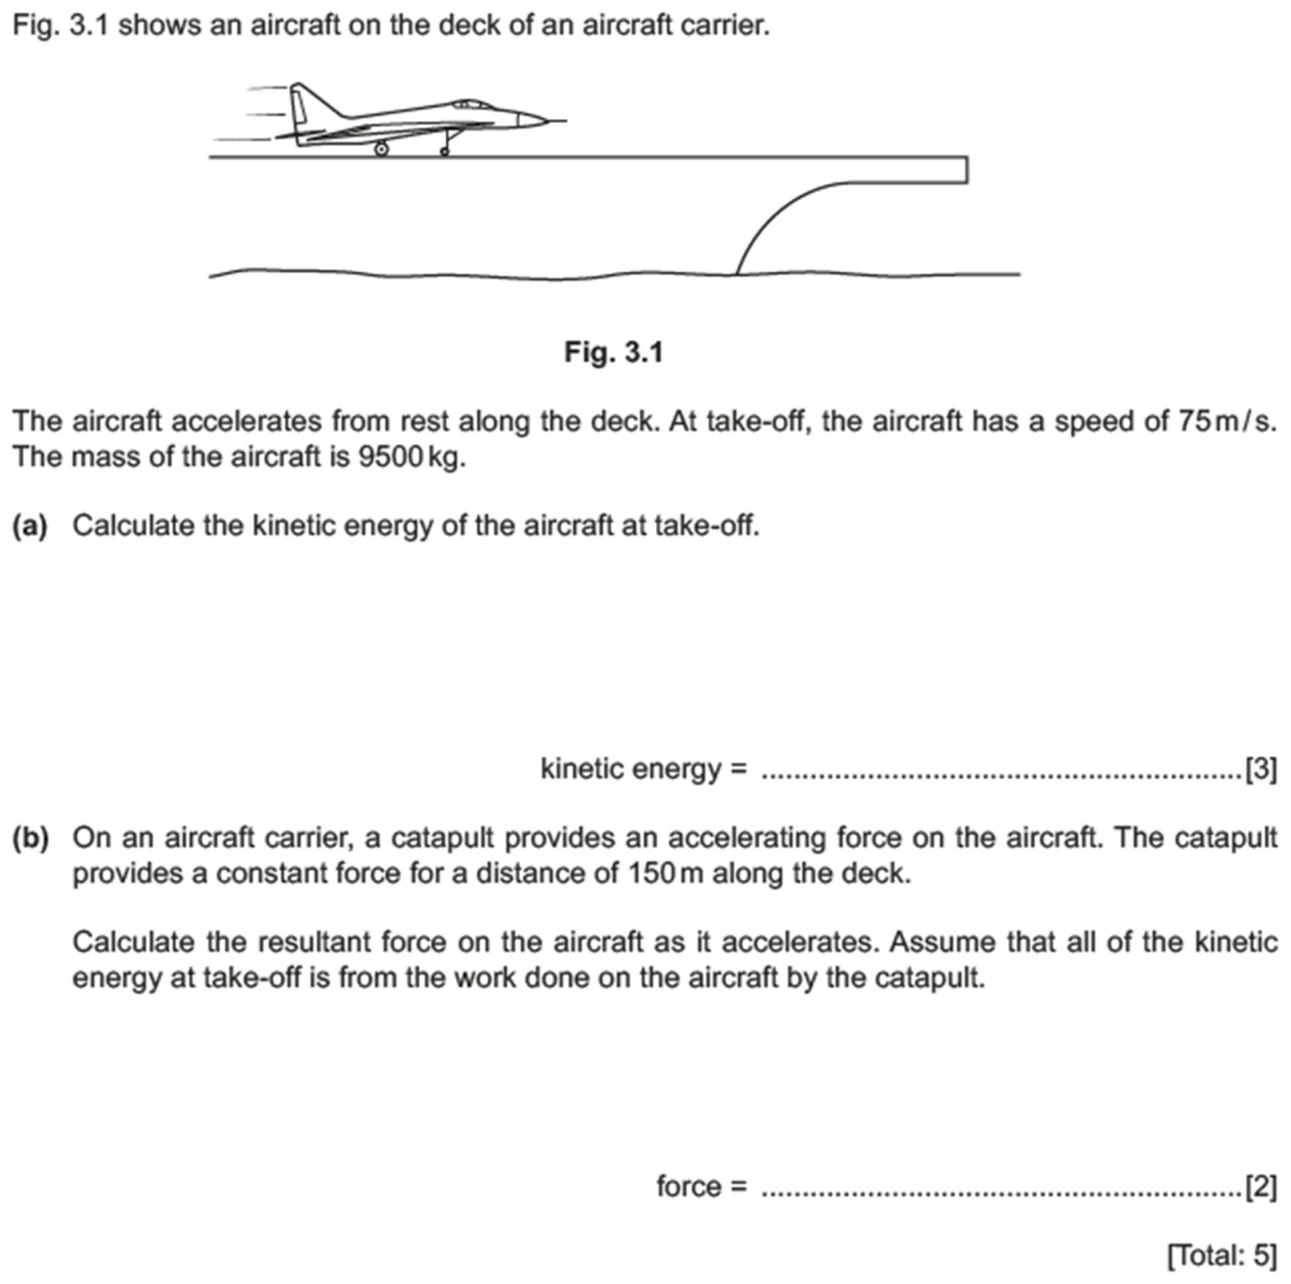 Fig. 3.1 shows an aircraft on the deck of an aircraft carrier.
Fig. 3.1
The aircraft accelerates from rest along the deck. At take-off, the aircraft has a speed of 75 m/s.
The mass of the aircraft is 9500 kg.
(a) Calculate the kinetic energy of the aircraft at take-off.
kinetic energy = ............................................................[3]
(b) On an aircraft carrier, a catapult provides an accelerating force on the aircraft. The catapult
provides a constant force for a distance of 150 m along the deck.
Calculate the resultant force on the aircraft as it accelerates. Assume that all of the kinetic
energy at take-off is from the work done on the aircraft by the catapult.
force = ............................................................[2]
[Total: 5]